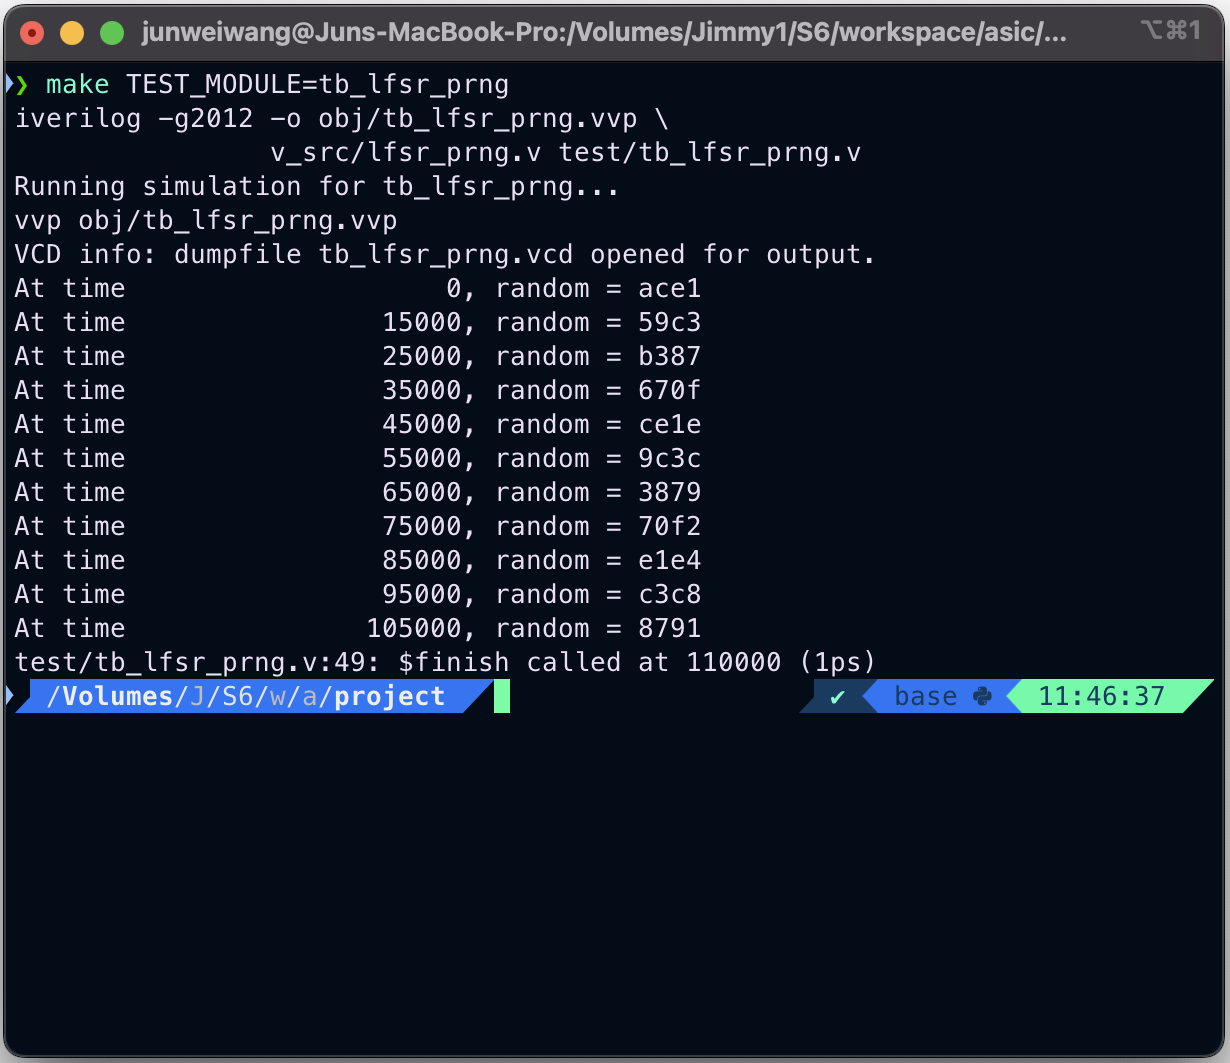 junweiwang@Juns-MacBook-Pro:/Volumes/Jimmy1/S6/workspace/asic/... ⌥⌘1
❯ make TEST_MODULE=tb_lfsr_prng
iverilog -g2012 -o obj/tb_lfsr_prng.vvp \
                v_src/lfsr_prng.v test/tb_lfsr_prng.v
Running simulation for tb_lfsr_prng...
vvp obj/tb_lfsr_prng.vvp
VCD info: dumpfile tb_lfsr_prng.vcd opened for output.
At time                    0, random = ace1
At time                15000, random = 59c3
At time                25000, random = b387
At time                35000, random = 670f
At time                45000, random = ce1e
At time                55000, random = 9c3c
At time                65000, random = 3879
At time                75000, random = 70f2
At time                85000, random = e1e4
At time                95000, random = c3c8
At time               105000, random = 8791
test/tb_lfsr_prng.v:49: $finish called at 110000 (1ps)
/Volumes/J/S6/w/a/project ✔ base 11:46:37